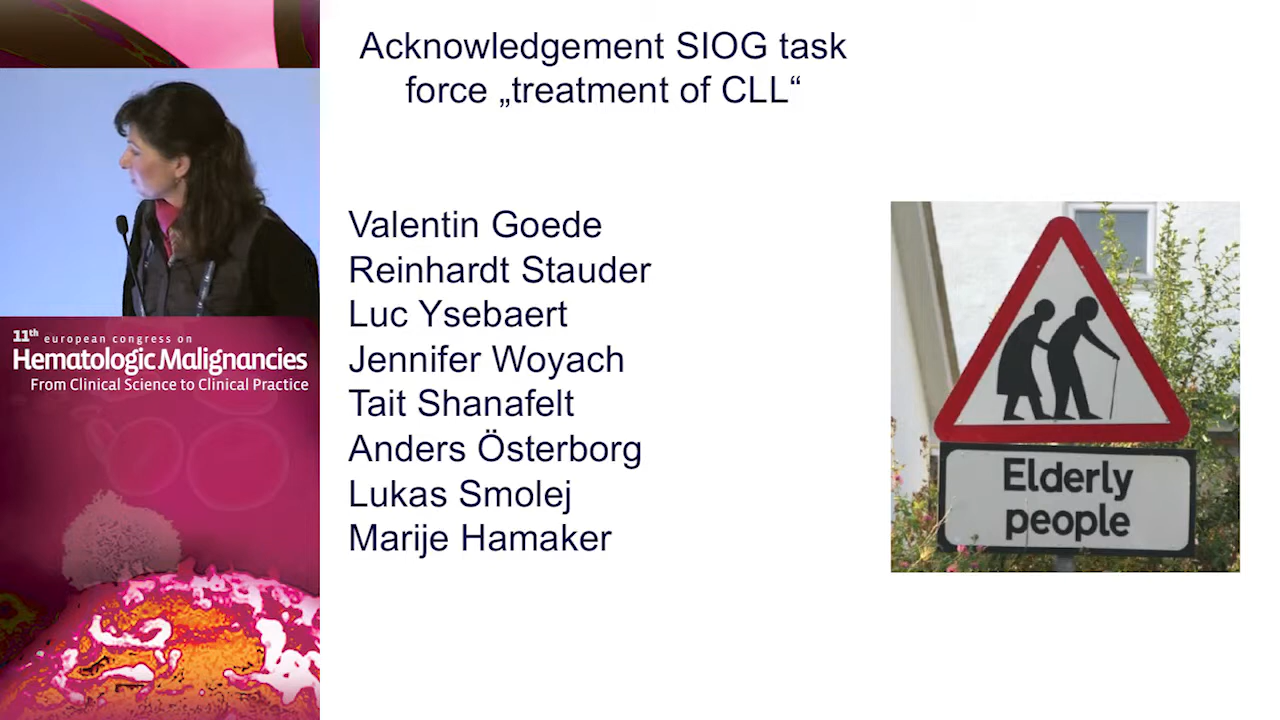 Acknowledgement SIOG task
force „treatment of CLL“
11th european congress on
Hematologic Malignancies
From Clinical Science to Clinical Practice
Valentin Goede
Reinhardt Stauder
Luc Ysebaert
Jennifer Woyach
Tait Shanafelt
Anders Österborg
Lukas Smolej
Marije Hamaker
Elderly
people